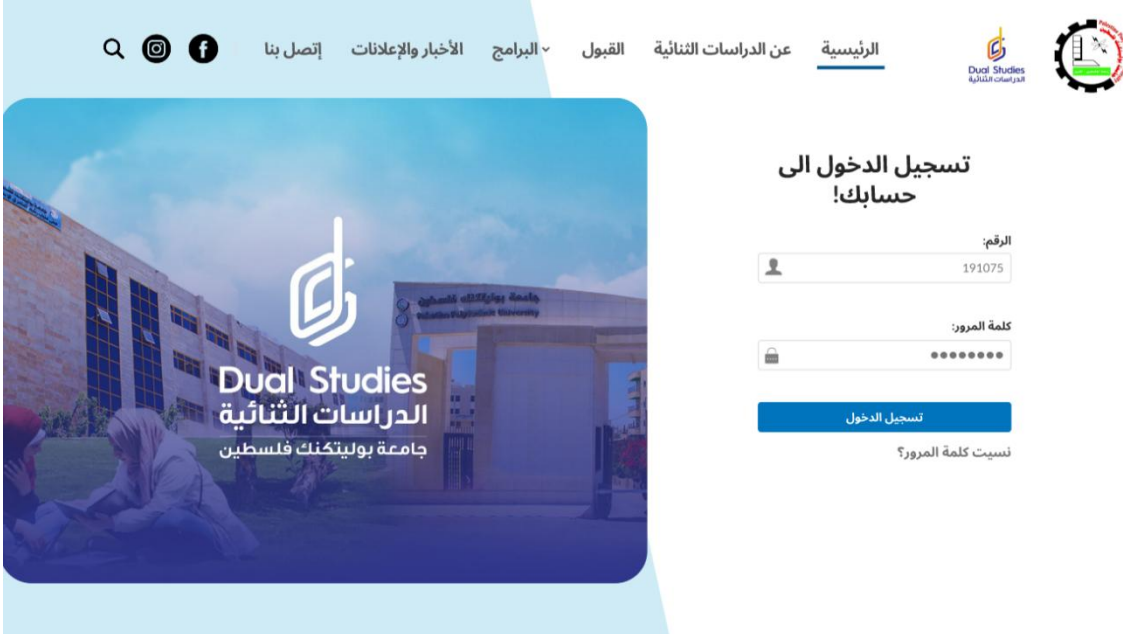 الرئيسية
عن الدراسات الثنائية
القبول
البرامج
الأخبار والإعلانات
إتصل بنا
Dual Studies
الدراسات الثنائية
تسجيل الدخول الى
حسابك!
الرقم:
191075
كلمة المرور:
تسجيل الدخول
نسيت كلمة المرور؟
جامعة بوليتكنك فلسطين
Palestine Polytechnic University
Dual Studies
الدراسات الثنائية
جامعة بوليتكنك فلسطين